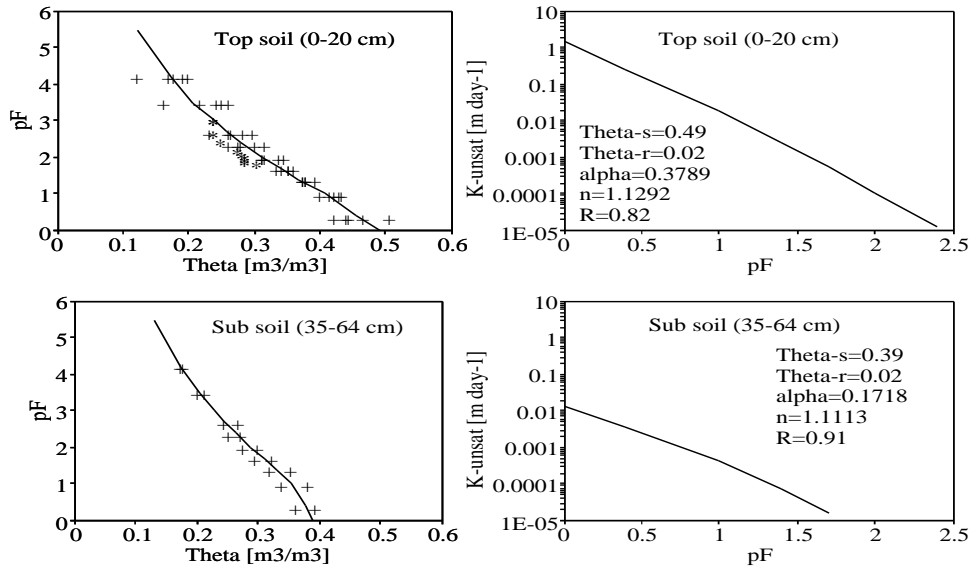 6
5
4
3
2
1
0
pF
Top soil (0-20 cm)
0 0.1 0.2 0.3 0.4 0.5 0.6
Theta [m3/m3]
10
1
0.1
0.01
0.001
0.0001
1E-05
K-unsat [m day-1]
Top soil (0-20 cm)
Theta-s=0.49
Theta-r=0.02
alpha=0.3789
n=1.1292
R=0.82
0 0.5 1 1.5 2 2.5
pF
6
5
4
3
2
1
0
pF
Sub soil (35-64 cm)
0 0.1 0.2 0.3 0.4 0.5 0.6
Theta [m3/m3]
10
1
0.1
0.01
0.001
0.0001
1E-05
K-unsat [m day-1]
Sub soil (35-64 cm)
Theta-s=0.39
Theta-r=0.02
alpha=0.1718
n=1.1113
R=0.91
0 0.5 1 1.5 2 2.5
pF